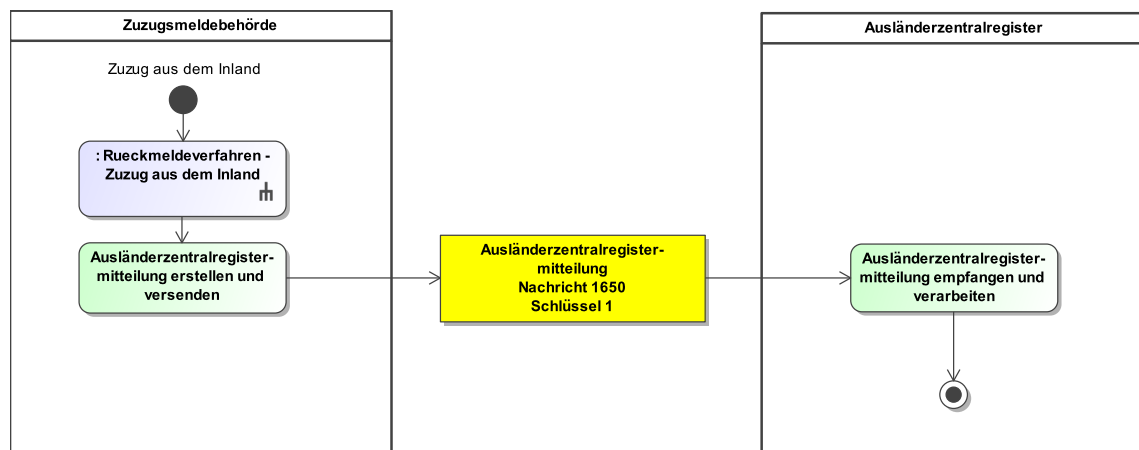 Zuzugsmeldebehörde
Ausländerzentralregister
Zuzug aus dem Inland
: Rueckmeldeverfahren -
Zuzug aus dem Inland
Ausländerzentralregister-
mitteilung erstellen und
versenden
Ausländerzentralregister-
mitteilung
Nachricht 1650
Schlüssel 1
Ausländerzentralregister-
mitteilung empfangen und
verarbeiten